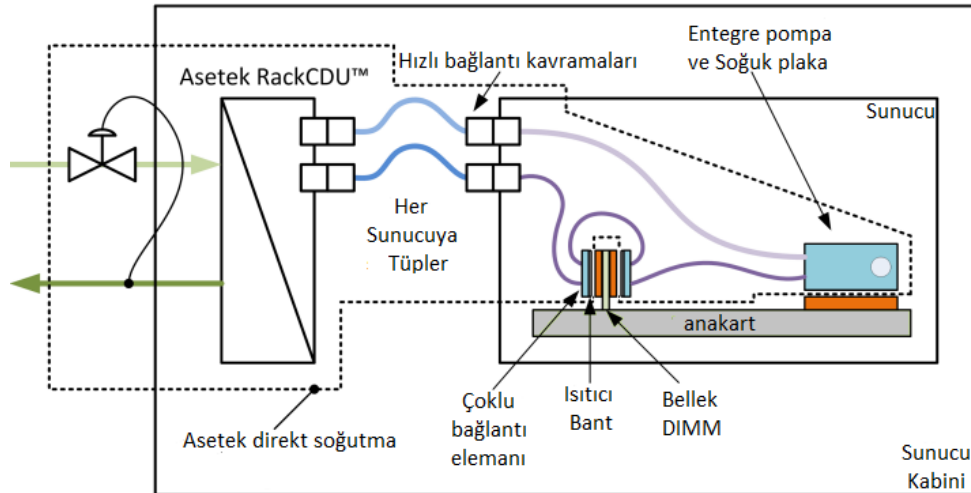 Entegre pompa
ve Soğuk plaka
Asetek RackCDU™
Hızlı bağlantı kavramaları
Sunucu
Her
Sunucuya
Tüpler
anakart
Çoklu
bağlantı
elemanı
Isıtıcı
Bant
Bellek
DIMM
Asetek direkt soğutma
Sunucu
Kabini